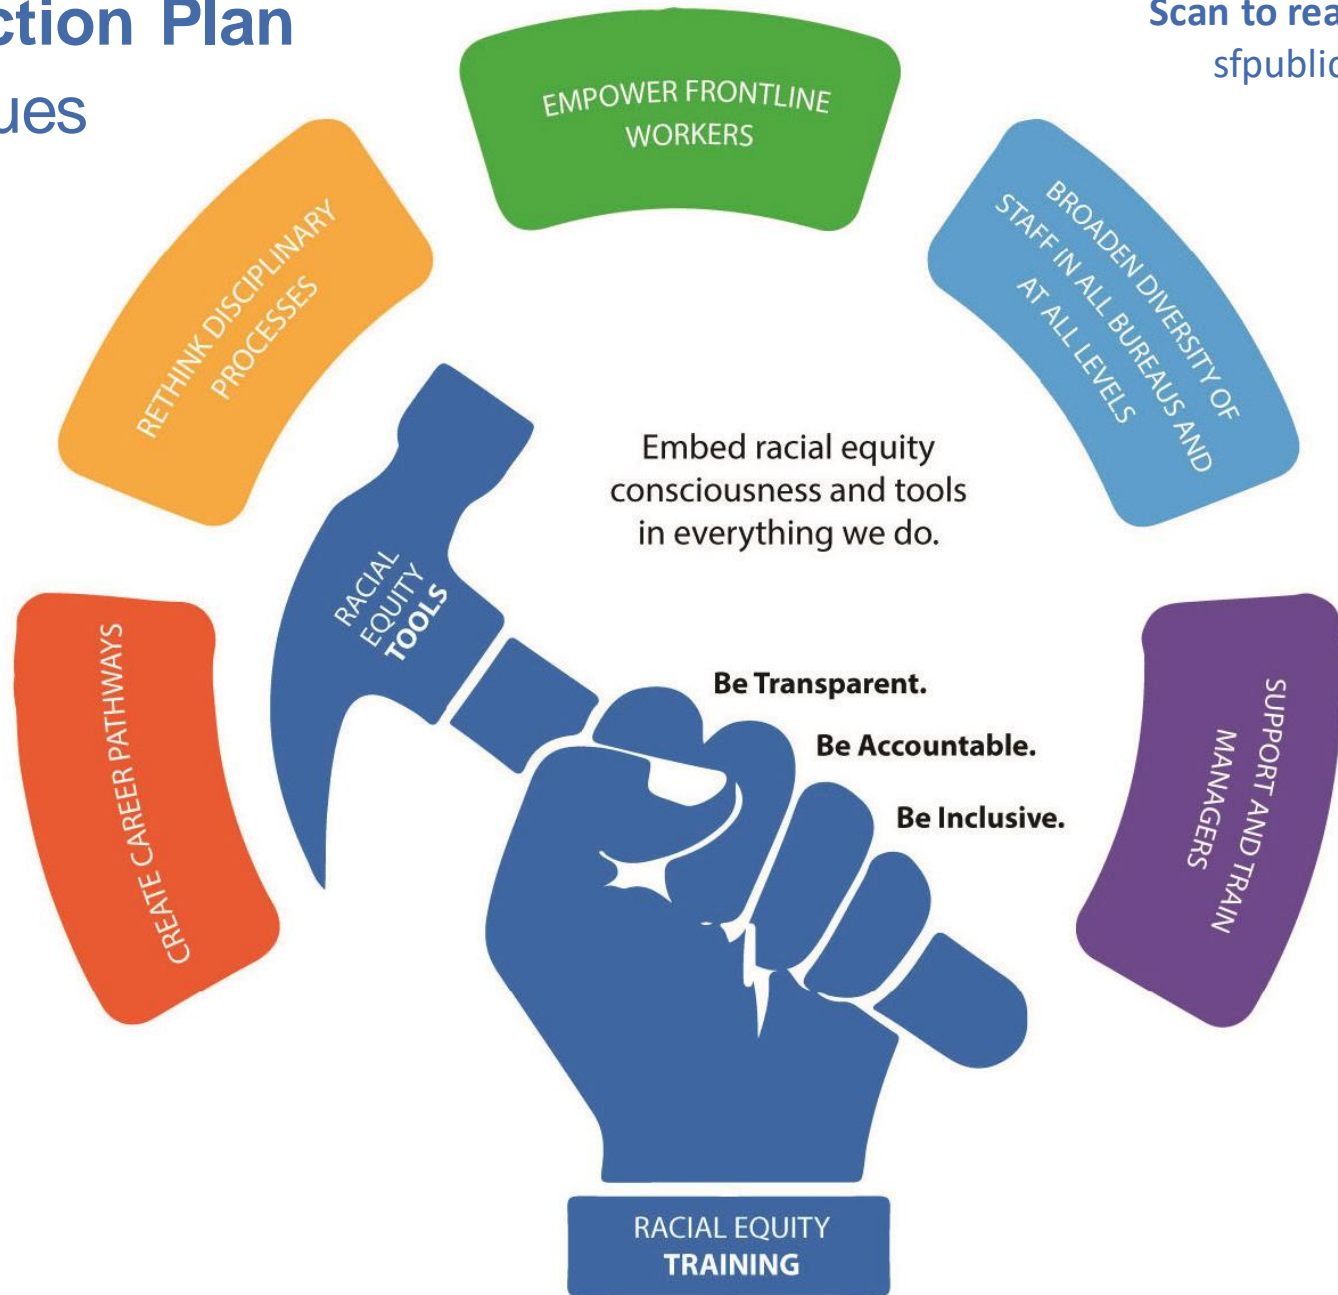 ction Plan
ues
Scan to rea
sfpublic
EMPOWER FRONTLINE
WORKERS
RETHINK DISCIPLINARY
PROCESSES
BROADEN DIVERSITY OF
STAFF IN ALL BUREAUS AND
AT ALL LEVELS
CREATE CAREER PATHWAYS
SUPPORT AND TRAIN
MANAGERS
Embed racial equity
consciousness and tools
in everything we do.
RACIAL
EQUITY
TOOLS
Be Transparent.
Be Accountable.
Be Inclusive.
RACIAL EQUITY
TRAINING